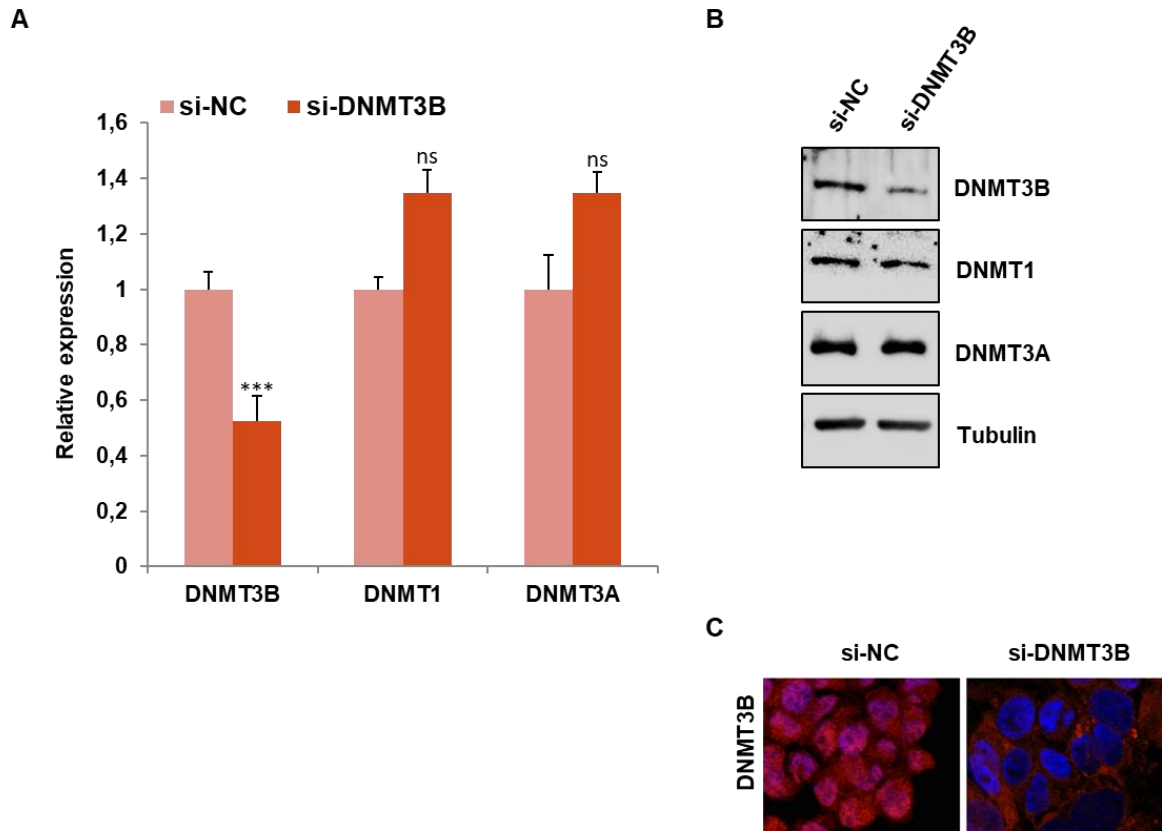 A
si-NC si-DNMT3B
1,6
1,4
1,2
1
0,8
0,6
0,4
0,2
0
Relative expression
***
ns
ns
DNMT3B DNMT1 DNMT3A
B
si-NC si-DNMT3B
DNMT3B
DNMT1
DNMT3A
Tubulin
C
si-NC si-DNMT3B
DNMT3B